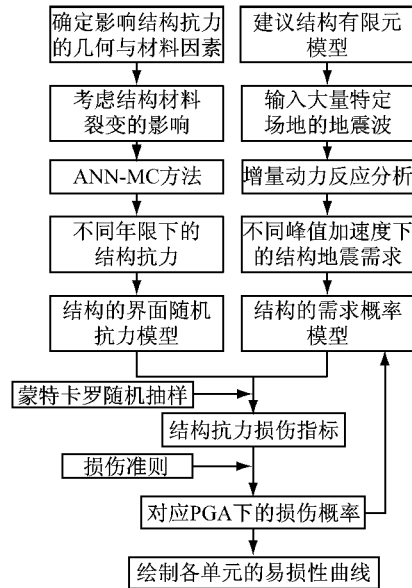 确定影响结构抗力
的几何与材料因素
考虑结构材料
裂变的影响
ANN-MC方法
不同年限下的
结构抗力
结构的界面随机
抗力模型
建议结构有限元
模型
输入大量特定
场地的地震波
增量动力反应分析
不同峰值加速度下
的结构地震需求
结构的需求概率
模型
蒙特卡罗随机抽样
结构抗力损伤指标
损伤准则
对应PGA下的损伤概率
绘制各单元的易损性曲线